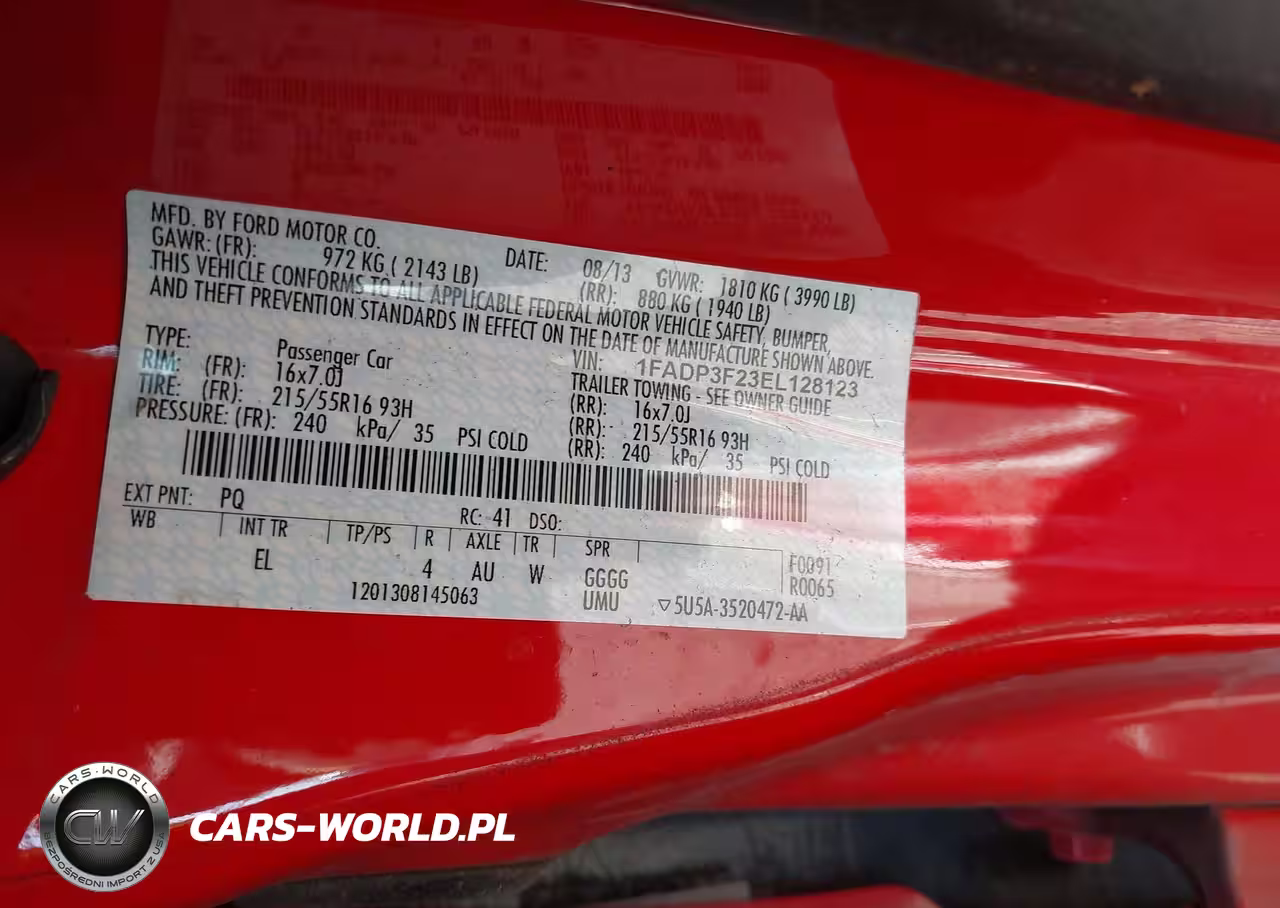 MFD. BY FORD MOTOR CO. DATE: 08/13 GVWR: 1810 KG ( 3990 LB)
GAWR: (FR): 972 KG ( 2143 LB) (RR): 880 KG ( 1940 LB)
THIS VEHICLE CONFORMS TO ALL APPLICABLE FEDERAL MOTOR VEHICLE SAFETY, BUMPER,
AND THEFT PREVENTION STANDARDS IN EFFECT ON THE DATE OF MANUFACTURE SHOWN ABOVE.
VIN: 1FADP3F23EL128123
TYPE: Passenger Car TRAILER TOWING - SEE OWNER GUIDE
RIM: (FR): 16x7.0J (RR): 16x7.0J
TIRE: (FR): 215/55R16 93H (RR): 215/55R16 93H
PRESSURE: (FR): 240 kPa/ 35 PSI COLD (RR): 240 kPa/ 35 PSI COLD
EXT PNT: PQ RC: 41 DSO:
WB INT TR TP/PS R AXLE TR SPR
EL 4 AU W GGGG F0091
UMU R0065
1201308145063 ▽5U5A-3520472-AA
CARS-WORLD
CW
BEZPOŚREDNI IMPORT Z USA
CARS-WORLD.PL